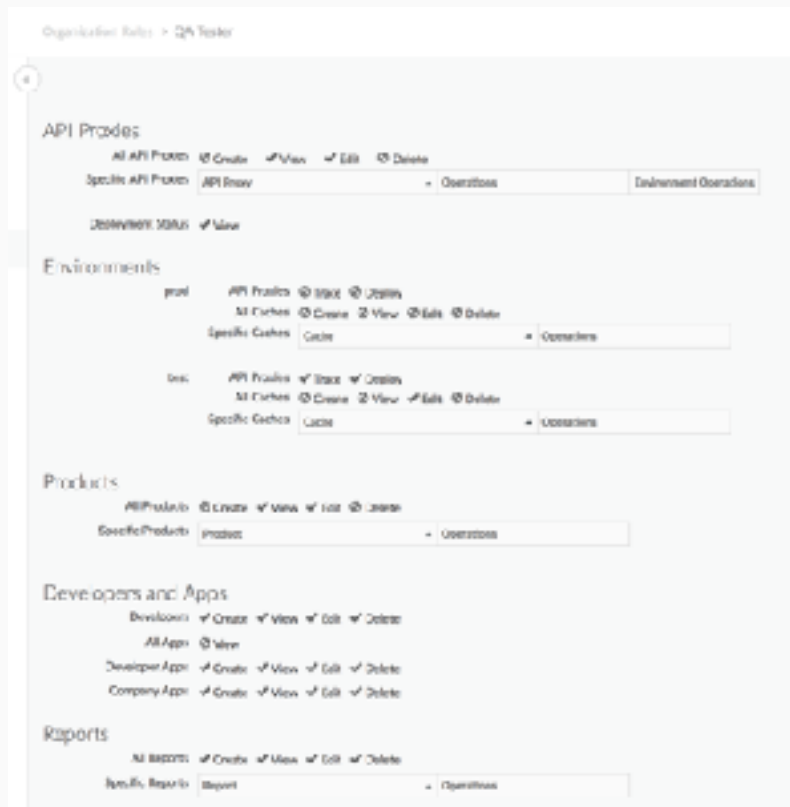 Organization Roles > QA Tester
API Proxies
All API Proxies Create View Edit Delete
Specific API Proxies API Proxy Operations Environment Operations
Deployment Status View
Environments
prod API Proxies Trace Deploy
All Caches Create View Edit Delete
Specific Caches Cache Operations
test API Proxies Trace Deploy
All Caches Create View Edit Delete
Specific Caches Cache Operations
Products
All Products Create View Edit Delete
Specific Products Product Operations
Developers and Apps
Developers Create View Edit Delete
All Apps View
Developer Apps Create View Edit Delete
Company Apps Create View Edit Delete
Reports
All Reports Create View Edit Delete
Specific Reports Report Operations